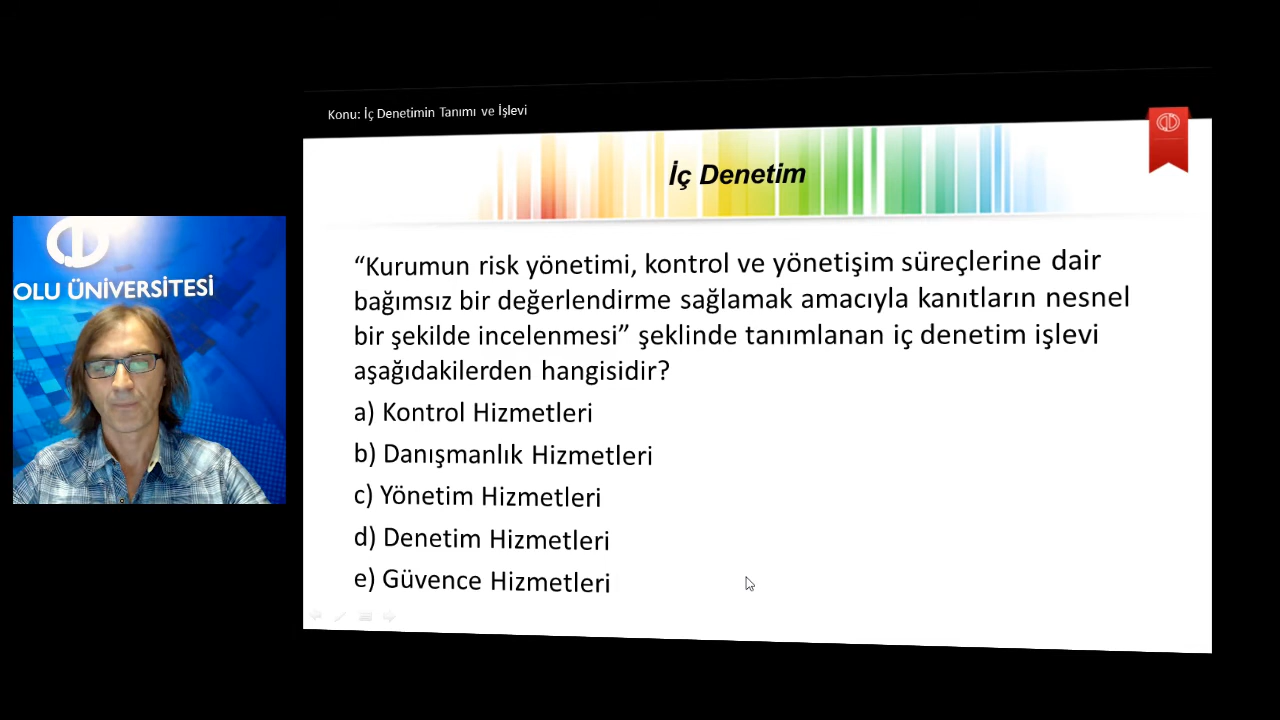 Konu: İç Denetimin Tanımı ve İşlevi
İç Denetim
OLU ÜNİVERSİTESİ
“Kurumun risk yönetimi, kontrol ve yönetişim süreçlerine dair
bağımsız bir değerlendirme sağlamak amacıyla kanıtların nesnel
bir şekilde incelenmesi” şeklinde tanımlanan iç denetim işlevi
aşağıdakilerden hangisidir?
a) Kontrol Hizmetleri
b) Danışmanlık Hizmetleri
c) Yönetim Hizmetleri
d) Denetim Hizmetleri
e) Güvence Hizmetleri